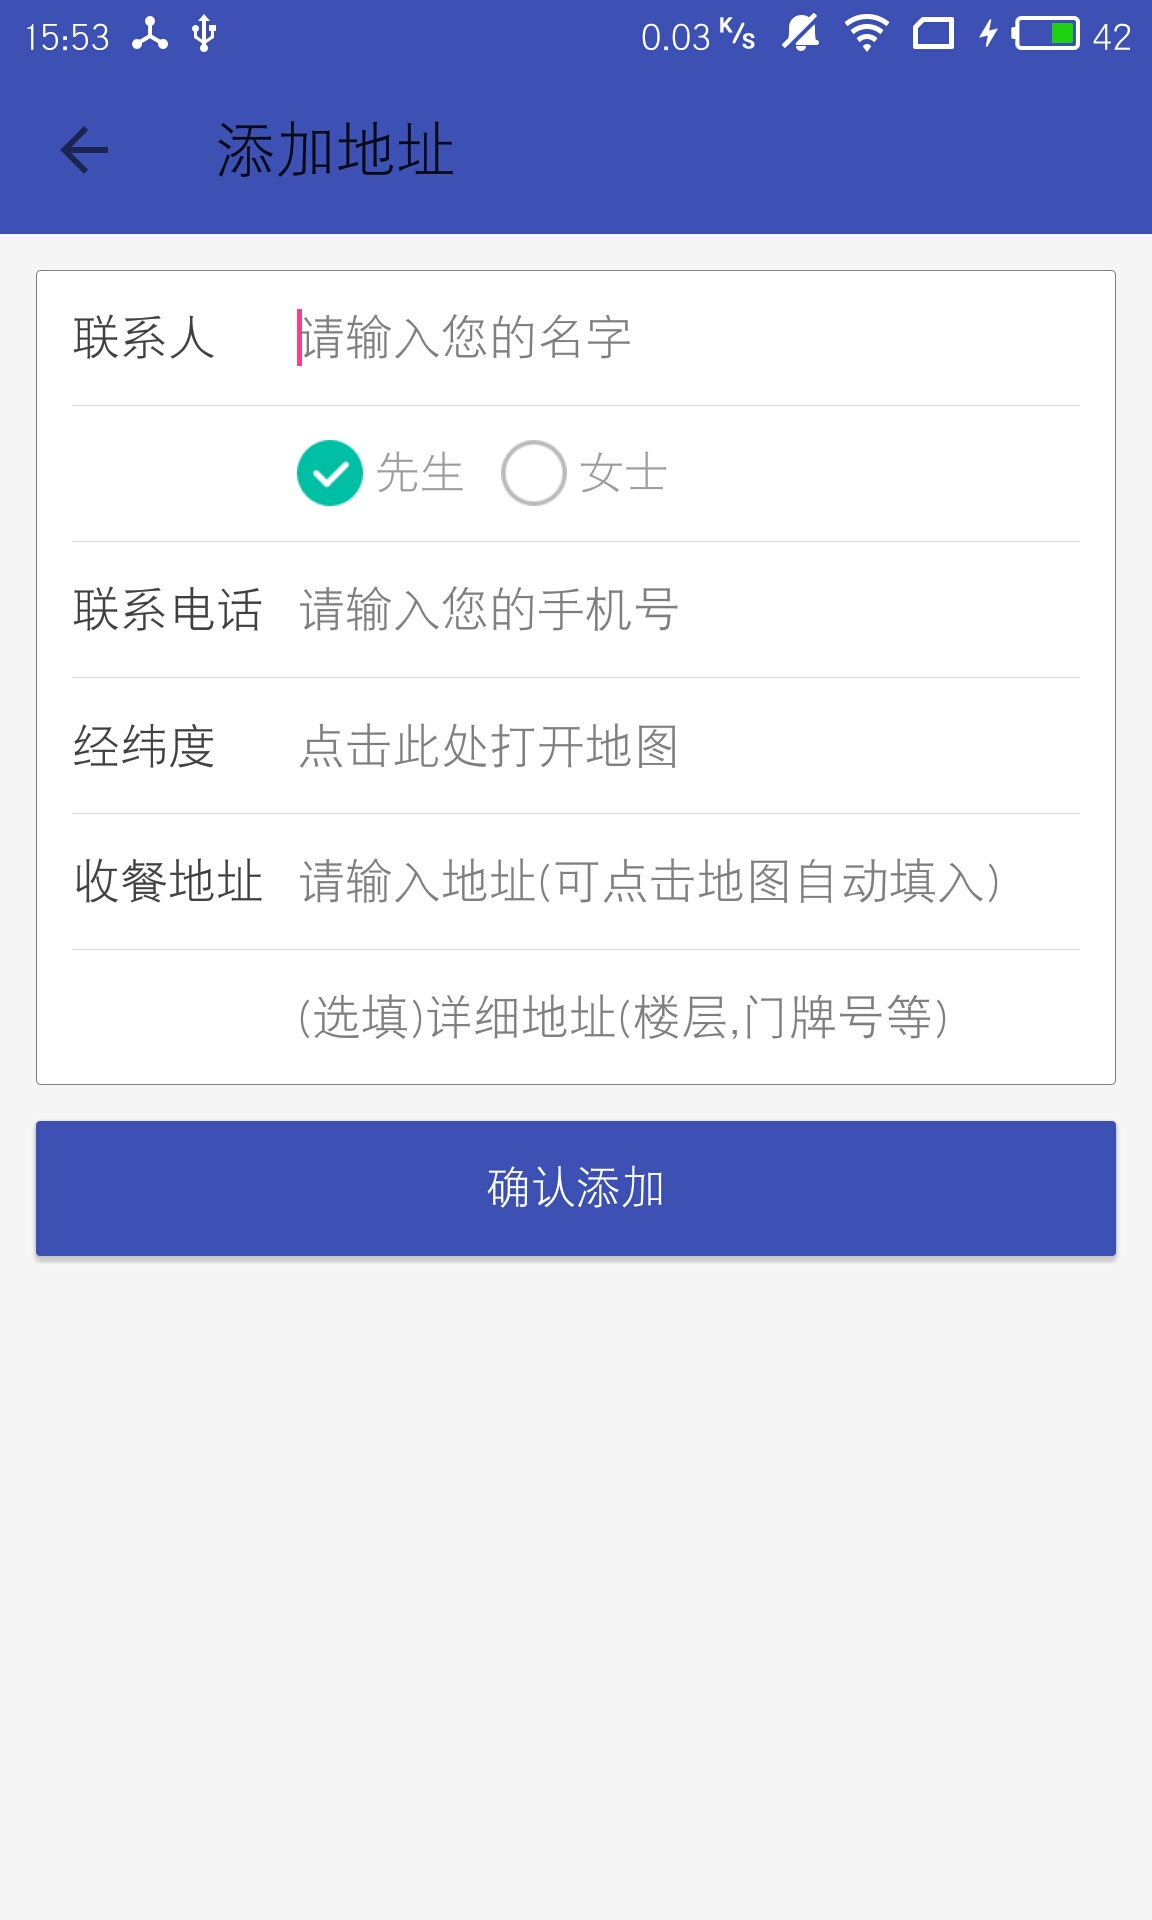 15:53 0.03 K/s 42
添加地址
联系人 请输入您的名字
先生 女士
联系电话 请输入您的手机号
经纬度 点击此处打开地图
收餐地址 请输入地址(可点击地图自动填入)
(选填)详细地址(楼层,门牌号等)
确认添加